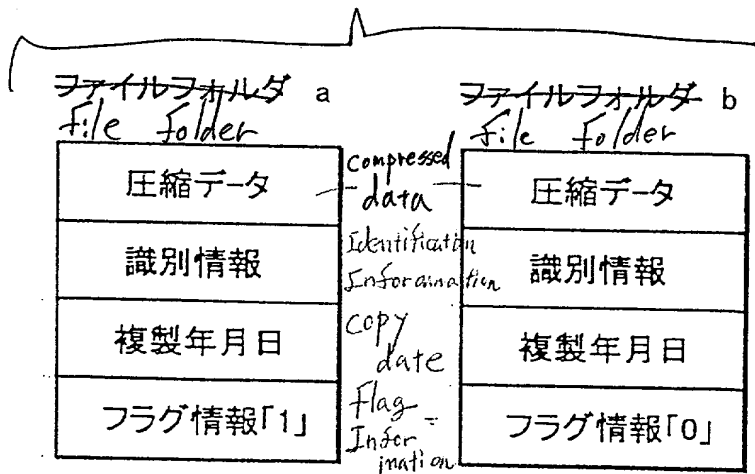 ファイルフォルダ a
File Folder
圧縮データ
識別情報
複製年月日
フラグ情報「1」
compressed
data
Identification
Information
copy
date
Flag
Infor
mation
ファイルフォルダ b
File Folder
圧縮データ
識別情報
複製年月日
フラグ情報「0」